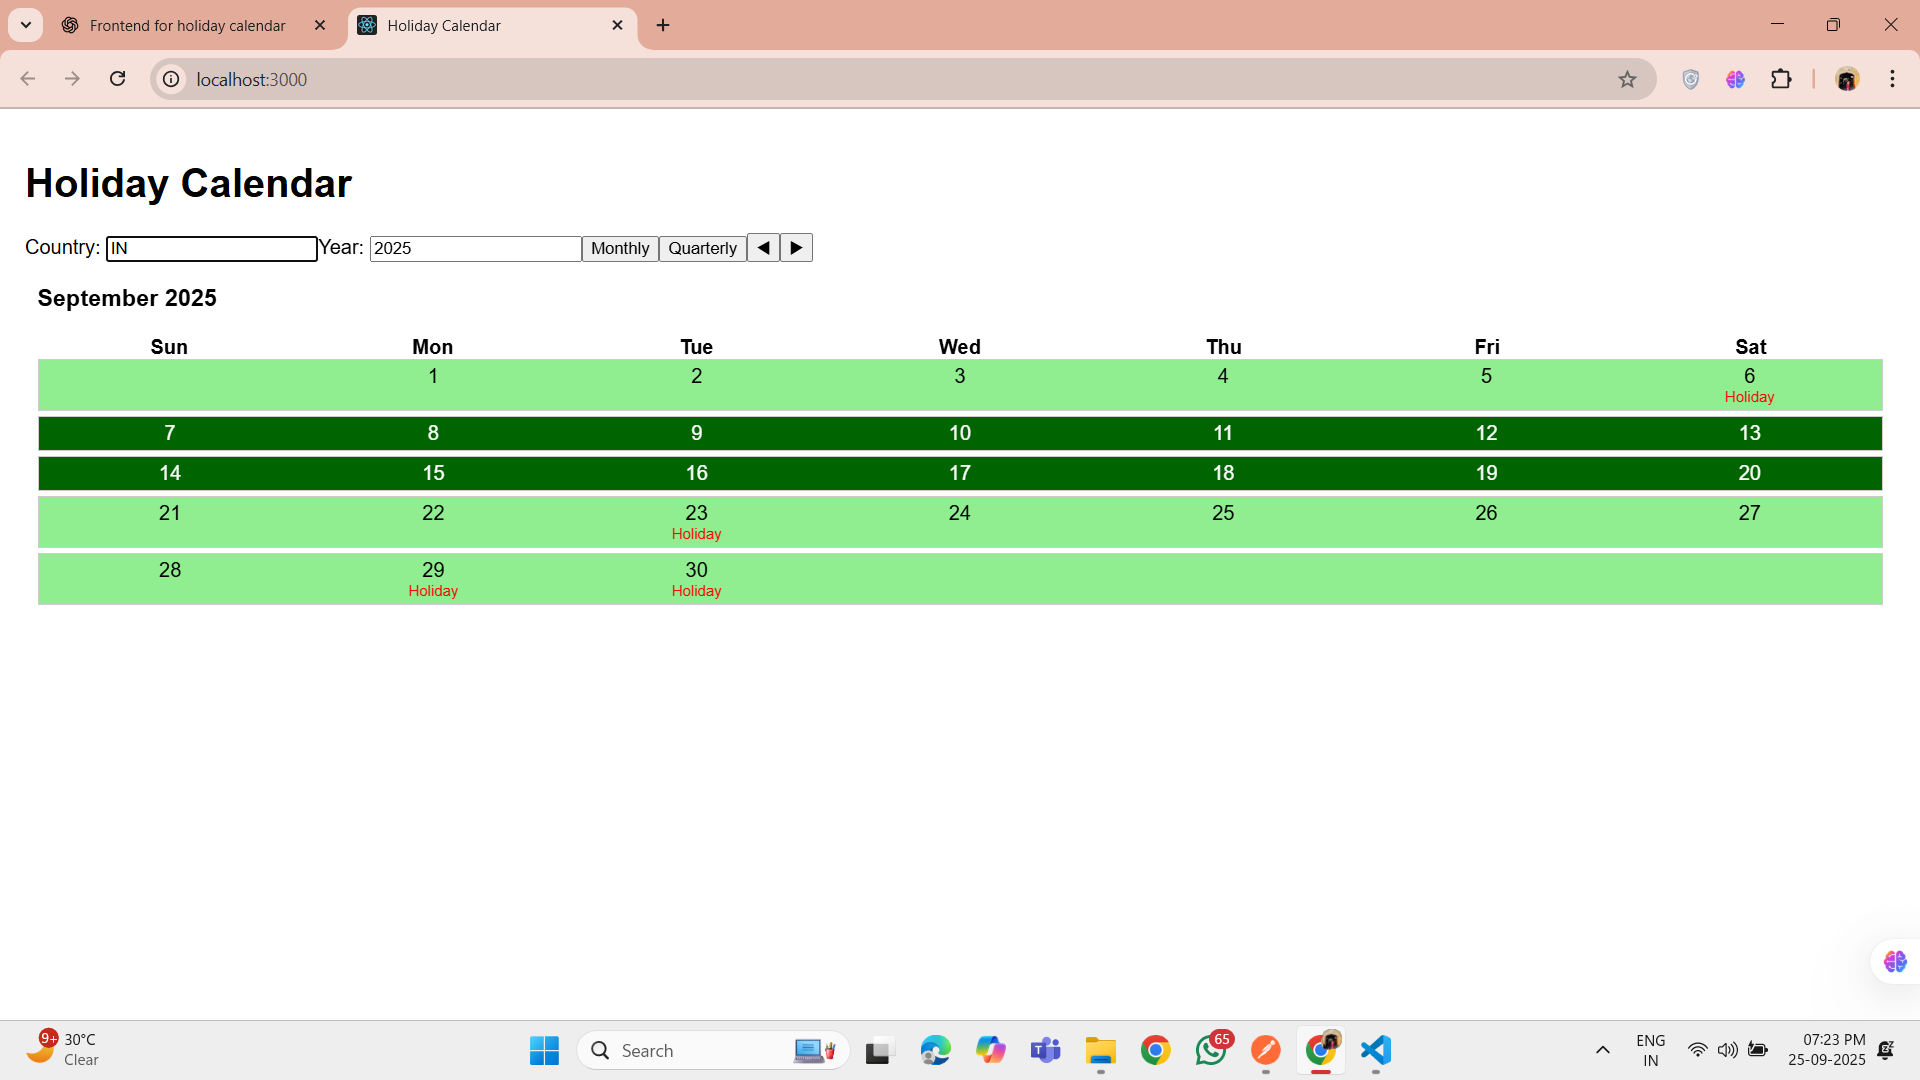 Frontend for holiday calendar
Holiday Calendar
localhost:3000
Holiday Calendar
Country: IN Year: 2025 Monthly Quarterly ◀ ▶
September 2025
Sun Mon Tue Wed Thu Fri Sat
1 2 3 4 5 6
Holiday
7 8 9 10 11 12 13
14 15 16 17 18 19 20
21 22 23 24 25 26 27
Holiday
28 29 30
Holiday Holiday
9+ 30°C
Clear
Search
65
ENG
IN
07:23 PM
25-09-2025